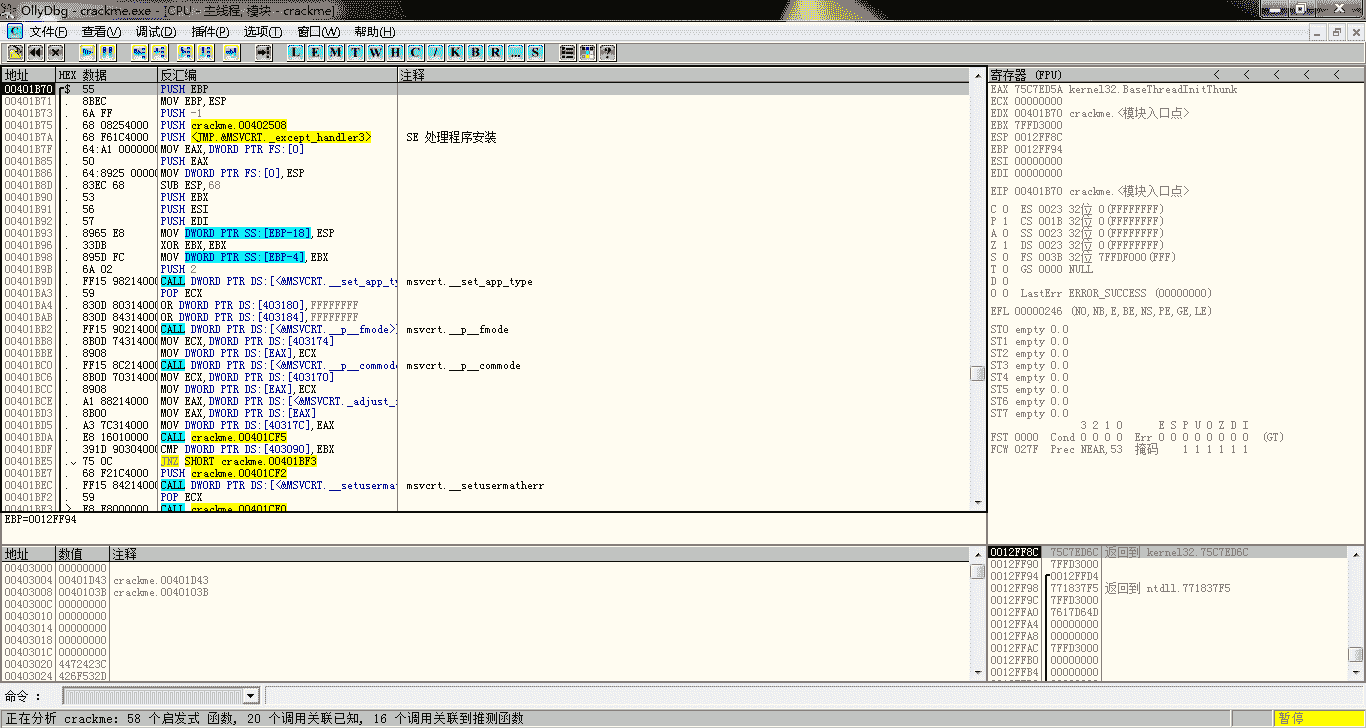 OllyDbg - crackme.exe - [CPU - 主线程, 模块 - crackme]
文件(F) 查看(V) 调试(D) 插件(P) 选项(T) 窗口(W) 帮助(H)
L E M T W H C / K B R ... S ?
地址 HEX 数据 反汇编 注释
00401B70 $ 55 PUSH EBP
00401B71 . 8BEC MOV EBP,ESP
00401B73 . 6A FF PUSH -1
00401B75 . 68 08254000 PUSH crackme.00402508
00401B7A . 68 F61C4000 PUSH <JMP.&MSVCRT._except_handler3> SE 处理程序安装
00401B7F . 64:A1 0000000 MOV EAX,DWORD PTR FS:[0]
00401B85 . 50 PUSH EAX
00401B86 . 64:8925 00000 MOV DWORD PTR FS:[0],ESP
00401B8D . 83EC 68 SUB ESP,68
00401B90 . 53 PUSH EBX
00401B91 . 56 PUSH ESI
00401B92 . 57 PUSH EDI
00401B93 . 8965 E8 MOV DWORD PTR SS:[EBP-18],ESP
00401B96 . 33DB XOR EBX,EBX
00401B98 . 895D FC MOV DWORD PTR SS:[EBP-4],EBX
00401B9B . 6A 02 PUSH 2
00401B9D . FF15 98214000 CALL DWORD PTR DS:[<&MSVCRT.__set_app_ty msvcrt.__set_app_type
00401BA3 . 59 POP ECX
00401BA4 . 830D 80314000 OR DWORD PTR DS:[403180],FFFFFFFF
00401BAB . 830D 84314000 OR DWORD PTR DS:[403184],FFFFFFFF
00401BB2 . FF15 90214000 CALL DWORD PTR DS:[<&MSVCRT.__p__fmode>] msvcrt.__p__fmode
00401BB8 . 8B0D 74314000 MOV ECX,DWORD PTR DS:[403174]
00401BBE . 8908 MOV DWORD PTR DS:[EAX],ECX
00401BC0 . FF15 8C214000 CALL DWORD PTR DS:[<&MSVCRT.__p__commode msvcrt.__p__commode
00401BC6 . 8B0D 70314000 MOV ECX,DWORD PTR DS:[403170]
00401BCC . 8908 MOV DWORD PTR DS:[EAX],ECX
00401BCE . A1 88214000 MOV EAX,DWORD PTR DS:[<&MSVCRT._adjust_
00401BD3 . 8B00 MOV EAX,DWORD PTR DS:[EAX]
00401BD5 . A3 7C314000 MOV DWORD PTR DS:[40317C],EAX
00401BDA . E8 16010000 CALL crackme.00401CF5
00401BDF . 391D 90304000 CMP DWORD PTR DS:[403090],EBX
00401BE5 . 75 0C JNZ SHORT crackme.00401BF3
00401BE7 . 68 F21C4000 PUSH crackme.00401CF2
00401BEC . FF15 84214000 CALL DWORD PTR DS:[<&MSVCRT.__setusermat msvcrt.__setusermatherr
00401BF2 . 59 POP ECX
00401BF3 > E8 F8000000 CALL crackme.00401CF0
EBP=0012FF94
寄存器 (FPU) < < < < <
EAX 75C7ED5A kernel32.BaseThreadInitThunk
ECX 00000000
EDX 00401B70 crackme.<模块入口点>
EBX 7FFD3000
ESP 0012FF8C
EBP 0012FF94
ESI 00000000
EDI 00000000
EIP 00401B70 crackme.<模块入口点>
C 0 ES 0023 32位 0(FFFFFFFF)
P 1 CS 001B 32位 0(FFFFFFFF)
A 0 SS 0023 32位 0(FFFFFFFF)
Z 1 DS 0023 32位 0(FFFFFFFF)
S 0 FS 003B 32位 7FFDF000(FFF)
T 0 GS 0000 NULL
D 0
O 0 LastErr ERROR_SUCCESS (00000000)
EFL 00000246 (NO,NB,E,BE,NS,PE,GE,LE)
ST0 empty 0.0
ST1 empty 0.0
ST2 empty 0.0
ST3 empty 0.0
ST4 empty 0.0
ST5 empty 0.0
ST6 empty 0.0
ST7 empty 0.0
3 2 1 0 E S P U O Z D I
FST 0000 Cond 0 0 0 0 Err 0 0 0 0 0 0 0 0 (GT)
FCW 027F Prec NEAR,53 掩码 1 1 1 1 1 1
地址 数值 注释
00403000 00000000
00403004 00401D43 crackme.00401D43
00403008 0040103B crackme.0040103B
0040300C 00000000
00403010 00000000
00403014 00000000
00403018 00000000
0040301C 00000000
00403020 4472423C
00403024 426F532D
0012FF8C 75C7ED6C 返回到 kernel32.75C7ED6C
0012FF90 7FFD3000
0012FF94 0012FFD4
0012FF98 771837F5 返回到 ntdll.771837F5
0012FF9C 7FFD3000
0012FFA0 7617D64D
0012FFA4 00000000
0012FFA8 00000000
0012FFAC 7FFD3000
0012FFB0 00000000
0012FFB4 00000000
命令 :
正在分析 crackme: 58 个启发式 函数, 20 个调用关联已知, 16 个调用关联到推测函数 暂停